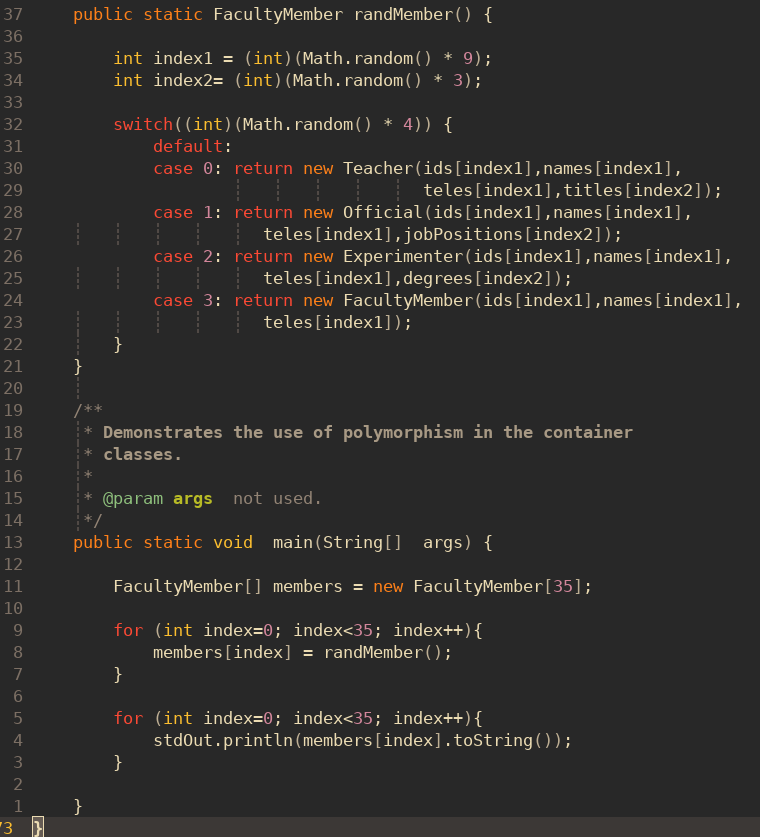 37     public static FacultyMember randMember() {
36
35         int index1 = (int)(Math.random() * 9);
34         int index2= (int)(Math.random() * 3);
33
32         switch((int)(Math.random() * 4)) {
31             default:
30             case 0: return new Teacher(ids[index1],names[index1],
29                                        teles[index1],titles[index2]);
28             case 1: return new Official(ids[index1],names[index1],
27                        teles[index1],jobPositions[index2]);
26             case 2: return new Experimenter(ids[index1],names[index1],
25                        teles[index1],degrees[index2]);
24             case 3: return new FacultyMember(ids[index1],names[index1],
23                        teles[index1]);
22         }
21     }
20
19     /**
18      * Demonstrates the use of polymorphism in the container
17      * classes.
16      *
15      * @param args  not used.
14      */
13     public static void  main(String[]  args) {
12
11         FacultyMember[] members = new FacultyMember[35];
10
9         for (int index=0; index<35; index++){
8             members[index] = randMember();
7         }
6
5         for (int index=0; index<35; index++){
4             stdOut.println(members[index].toString());
3         }
2
1     }
73 }